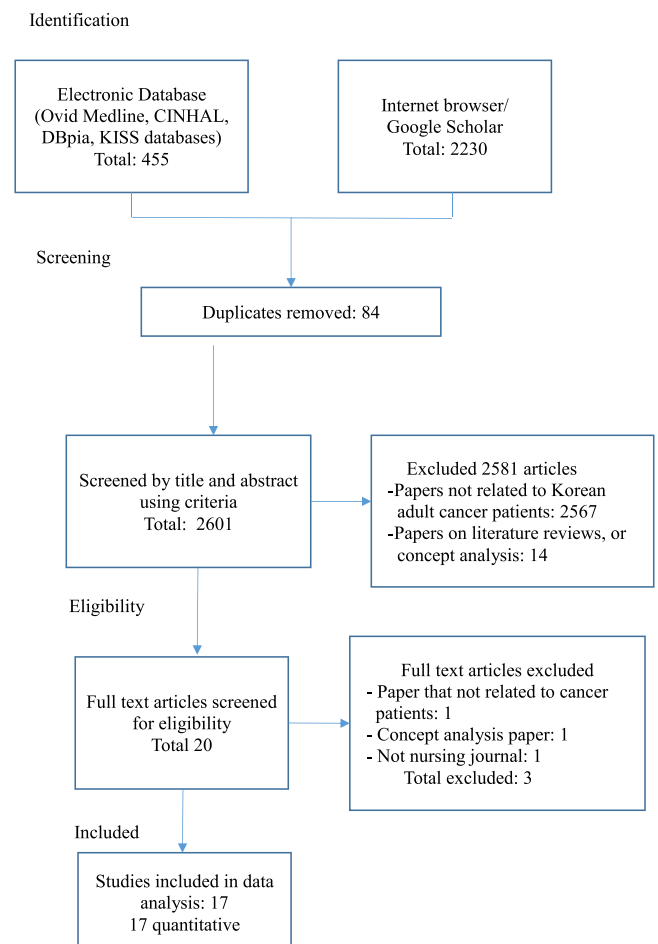 Identification
Electronic Database
(Ovid Medline, CINHAL,
DBpia, KISS databases)
Total: 455
Internet browser/
Google Scholar
Total: 2230
Screening
Duplicates removed: 84
Screened by title and abstract
using criteria
Total: 2601
Excluded 2581 articles
-Papers not related to Korean
adult cancer patients: 2567
-Papers on literature reviews, or
concept analysis: 14
Eligibility
Full text articles screened
for eligibility
Total 20
Full text articles excluded
- Paper that not related to cancer
patients: 1
- Concept analysis paper: 1
- Not nursing journal: 1
Total excluded: 3
Included
Studies included in data
analysis: 17
17 quantitative